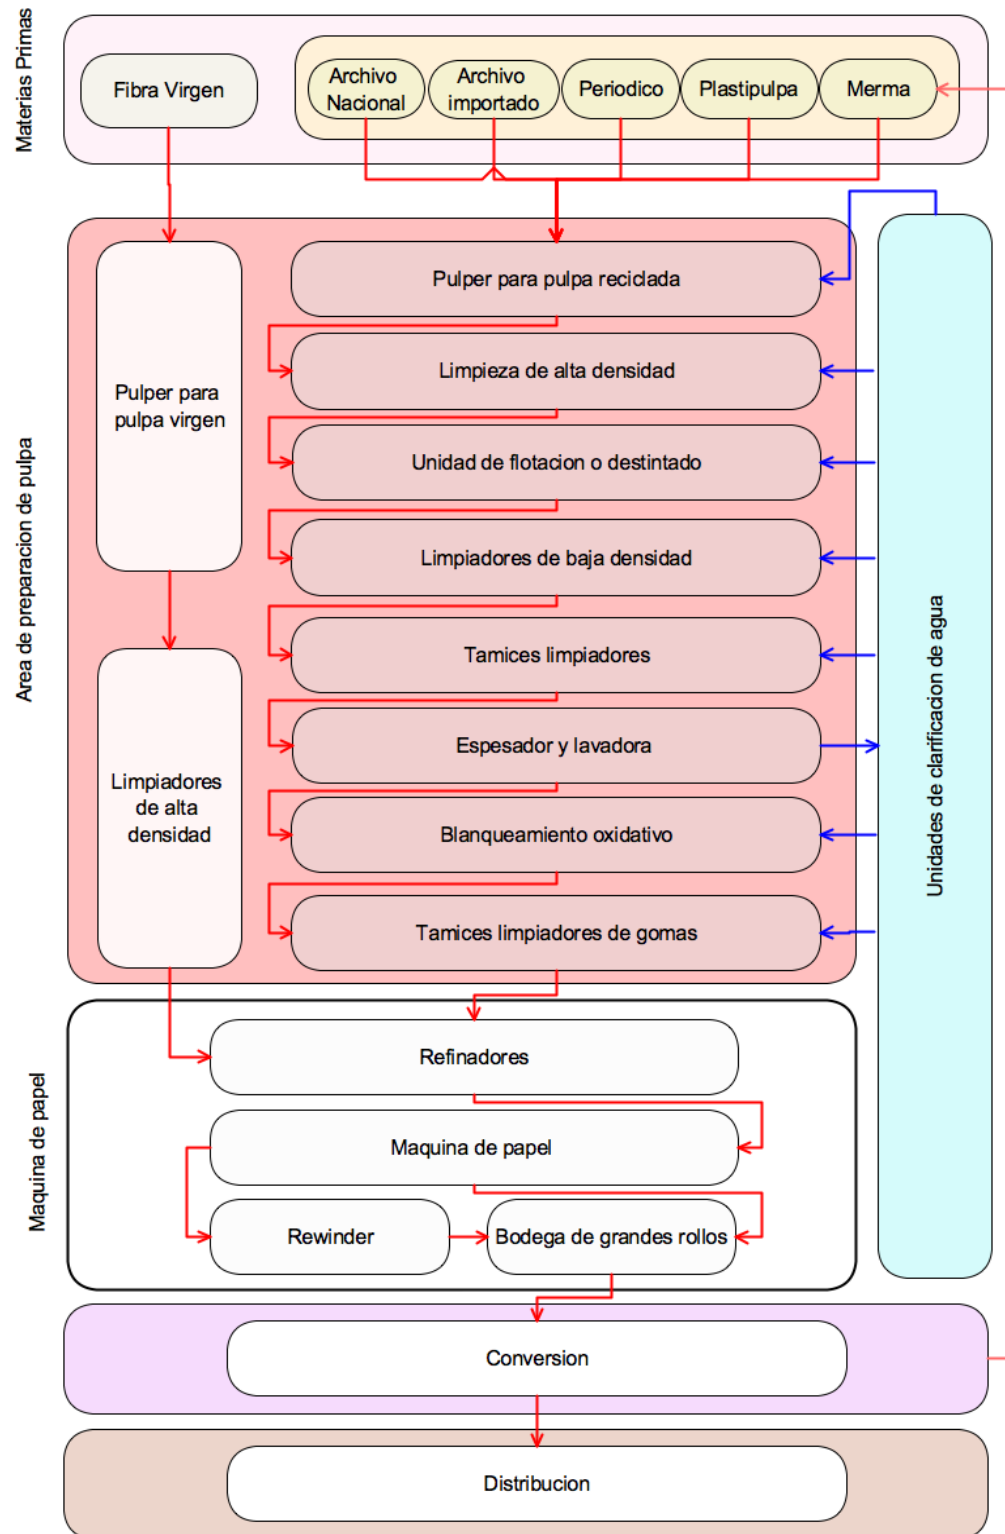 Materias Primas
Fibra Virgen
Archivo
Nacional
Archivo
importado
Periodico
Plastipulpa
Merma
Area de preparacion de pulpa
Pulper para
pulpa virgen
Limpiadores
de alta
densidad
Pulper para pulpa reciclada
Limpieza de alta densidad
Unidad de flotacion o destintado
Limpiadores de baja densidad
Tamices limpiadores
Espesador y lavadora
Blanqueamiento oxidativo
Tamices limpiadores de gomas
Unidades de clarificacion de agua
Maquina de papel
Refinadores
Maquina de papel
Rewinder
Bodega de grandes rollos
Conversion
Distribucion